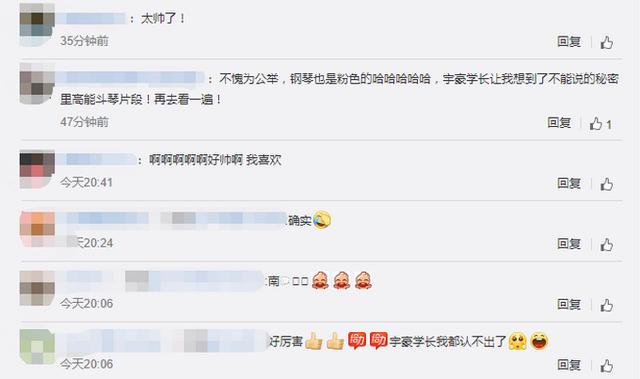 ：太帅了！
35分钟前
回复
：不愧为公举，钢琴也是粉色的哈哈哈哈哈，宇豪学长让我想到了不能说的秘密
里高能斗琴片段！再去看一遍！
47分钟前
回复 1
：啊啊啊啊啊好帅啊 我喜欢
今天20:41
回复
:确实
今天20:24
回复
:南
今天20:06
回复
好厉害 宇豪学长我都认不出了
今天20:06
回复